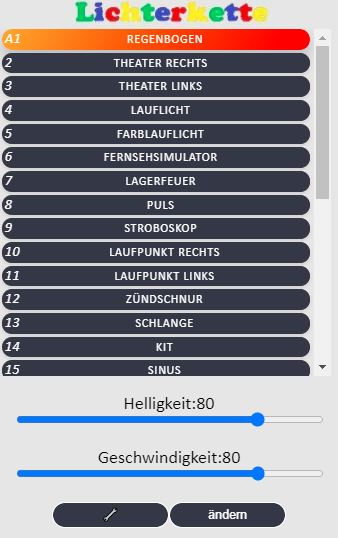 Lichterkette
A1 REGENBOGEN
2 THEATER RECHTS
3 THEATER LINKS
4 LAUFLICHT
5 FARBLAUFLICHT
6 FERNSEHSIMULATOR
7 LAGERFEUER
8 PULS
9 STROBOSKOP
10 LAUFPUNKT RECHTS
11 LAUFPUNKT LINKS
12 ZÜNDSCHNUR
13 SCHLANGE
14 KIT
15 SINUS
Helligkeit:80
Geschwindigkeit:80
ändern